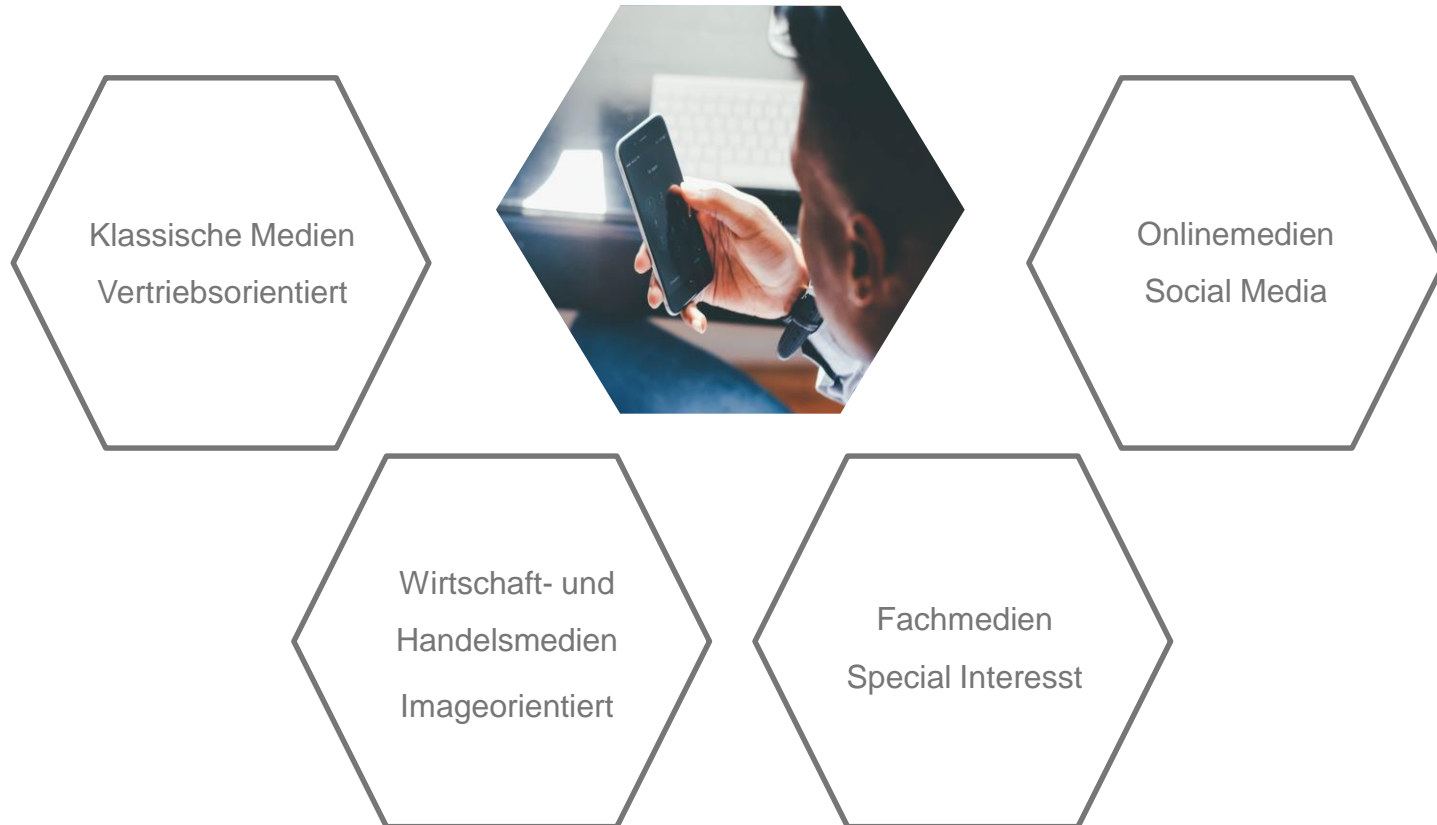 Klassische Medien
Vertriebsorientiert
Onlinemedien
Social Media
Wirtschaft- und
Handelsmedien
Imageorientiert
Fachmedien
Special Interesst